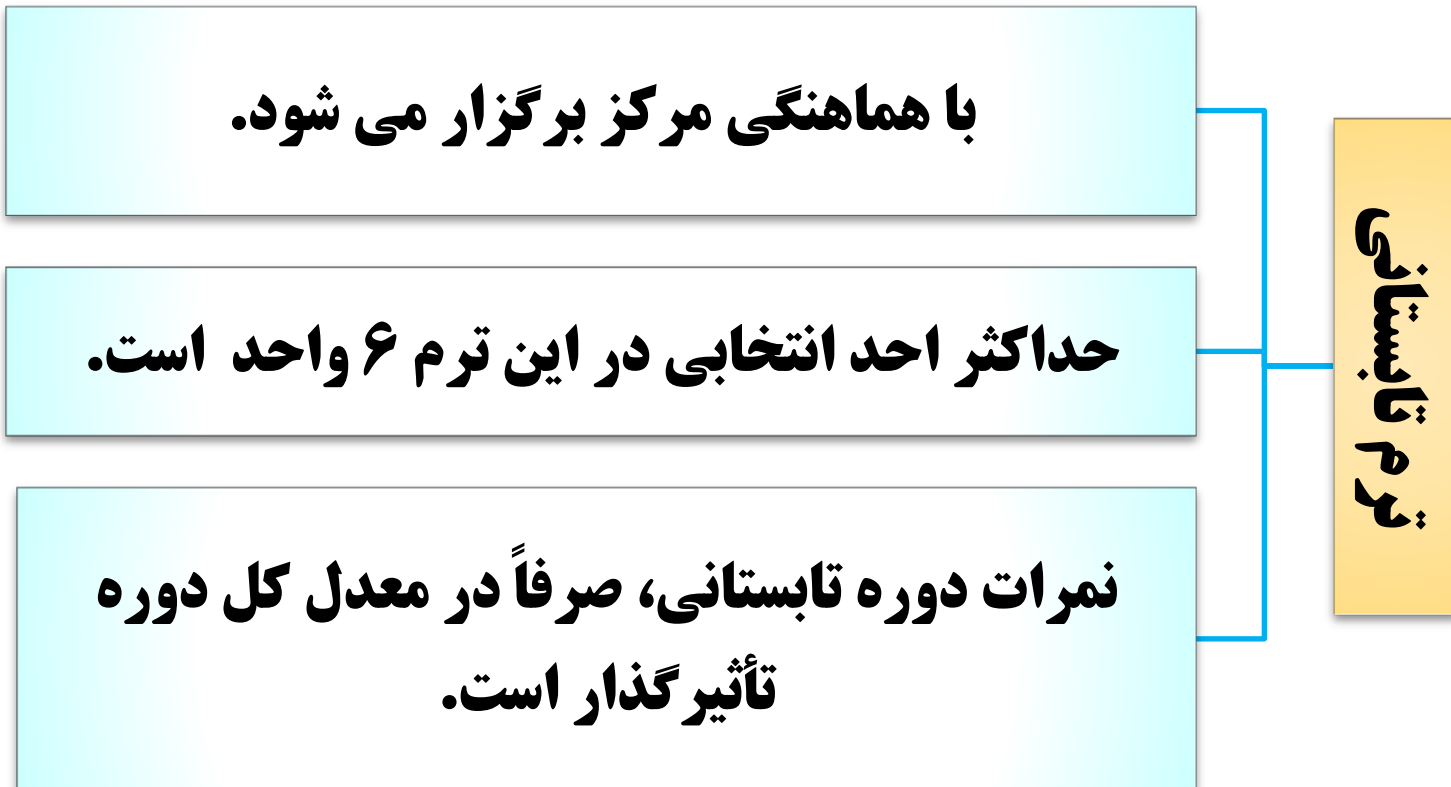 ترم تابستانی
با هماهنگی مرکز برگزار می شود.
حداکثر احد انتخابی در این ترم ۶ واحد است.
نمرات دوره تابستانی، صرفاً در معدل کل دوره
تأثیرگذار است.